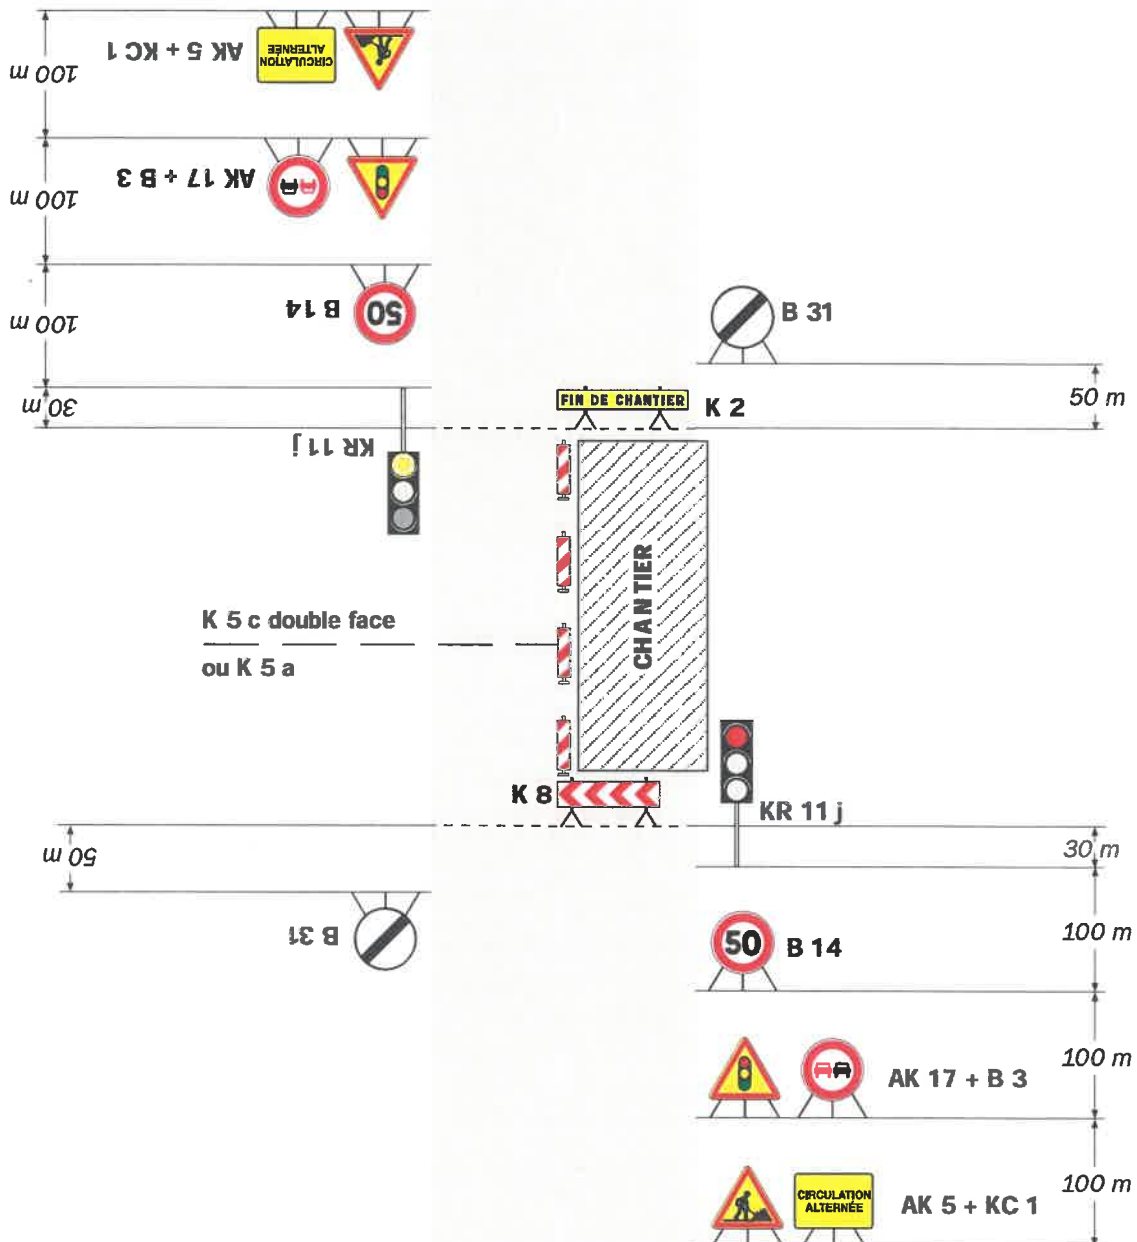 100 m
AK 5 + KC 1
CIRCULATION
ALTERNÉE
100 m
AK 17 + B 3
100 m
B 14
50
B 31
30 m
KR 11 j
FIN DE CHANTIER
K 2
50 m
CHANTIER
K 5 c double face
ou K 5 a
K 8
KR 11 j
50 m
30 m
B 31
50
B 14
100 m
AK 17 + B 3
100 m
CIRCULATION
ALTERNÉE
AK 5 + KC 1
100 m